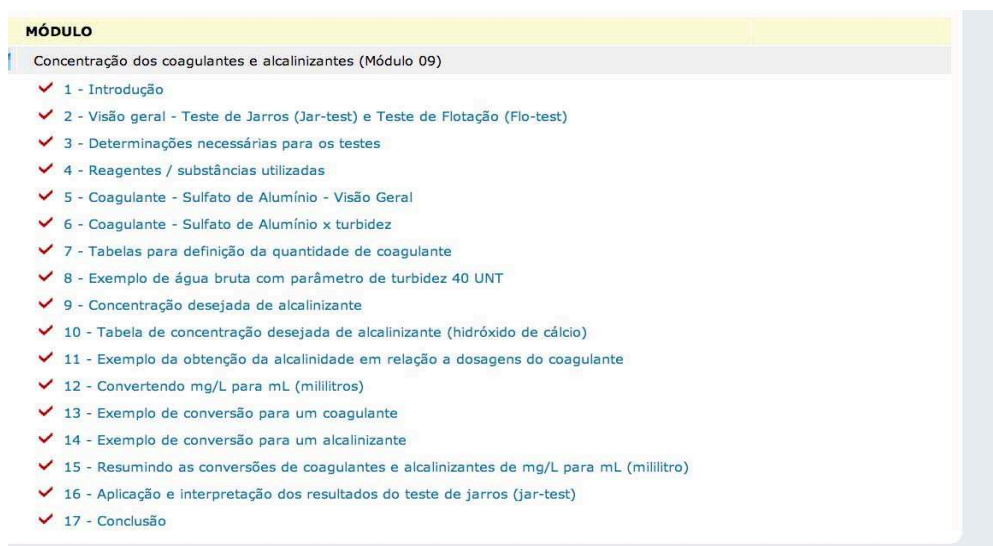 MÓDULO
Concentração dos coagulantes e alcalinizantes (Módulo 09)
1 - Introdução
2 - Visão geral - Teste de Jarros (Jar-test) e Teste de Flotação (Flo-test)
3 - Determinações necessárias para os testes
4 - Reagentes / substâncias utilizadas
5 - Coagulante - Sulfato de Alumínio - Visão Geral
6 - Coagulante - Sulfato de Alumínio x turbidez
7 - Tabelas para definição da quantidade de coagulante
8 - Exemplo de água bruta com parâmetro de turbidez 40 UNT
9 - Concentração desejada de alcalinizante
10 - Tabela de concentração desejada de alcalinizante (hidróxido de cálcio)
11 - Exemplo da obtenção da alcalinidade em relação a dosagens do coagulante
12 - Convertendo mg/L para mL (mililitros)
13 - Exemplo de conversão para um coagulante
14 - Exemplo de conversão para um alcalinizante
15 - Resumindo as conversões de coagulantes e alcalinizantes de mg/L para mL (mililitro)
16 - Aplicação e interpretação dos resultados do teste de jarros (jar-test)
17 - Conclusão